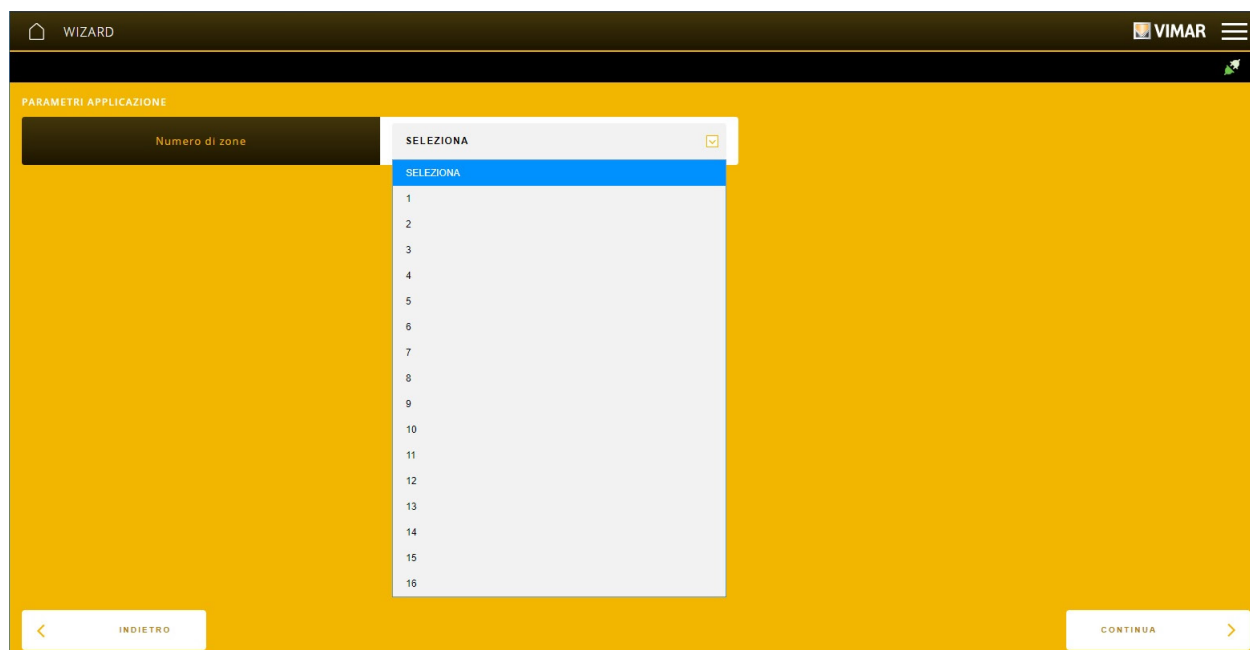 WIZARD
VIMAR
PARAMETRI APPLICAZIONE
Numero di zone
SELEZIONA
SELEZIONA
1
2
3
4
5
6
7
8
9
10
11
12
13
14
15
16
INDIETRO
CONTINUA